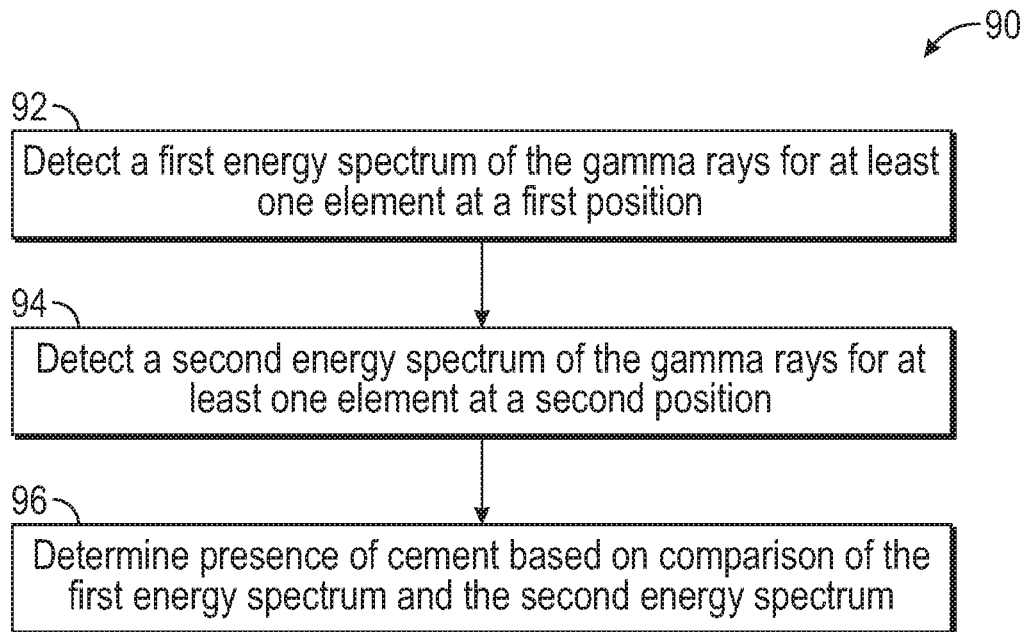 90
92
Detect a first energy spectrum of the gamma rays for at least
one element at a first position
94
Detect a second energy spectrum of the gamma rays for at
least one element at a second position
96
Determine presence of cement based on comparison of the
first energy spectrum and the second energy spectrum